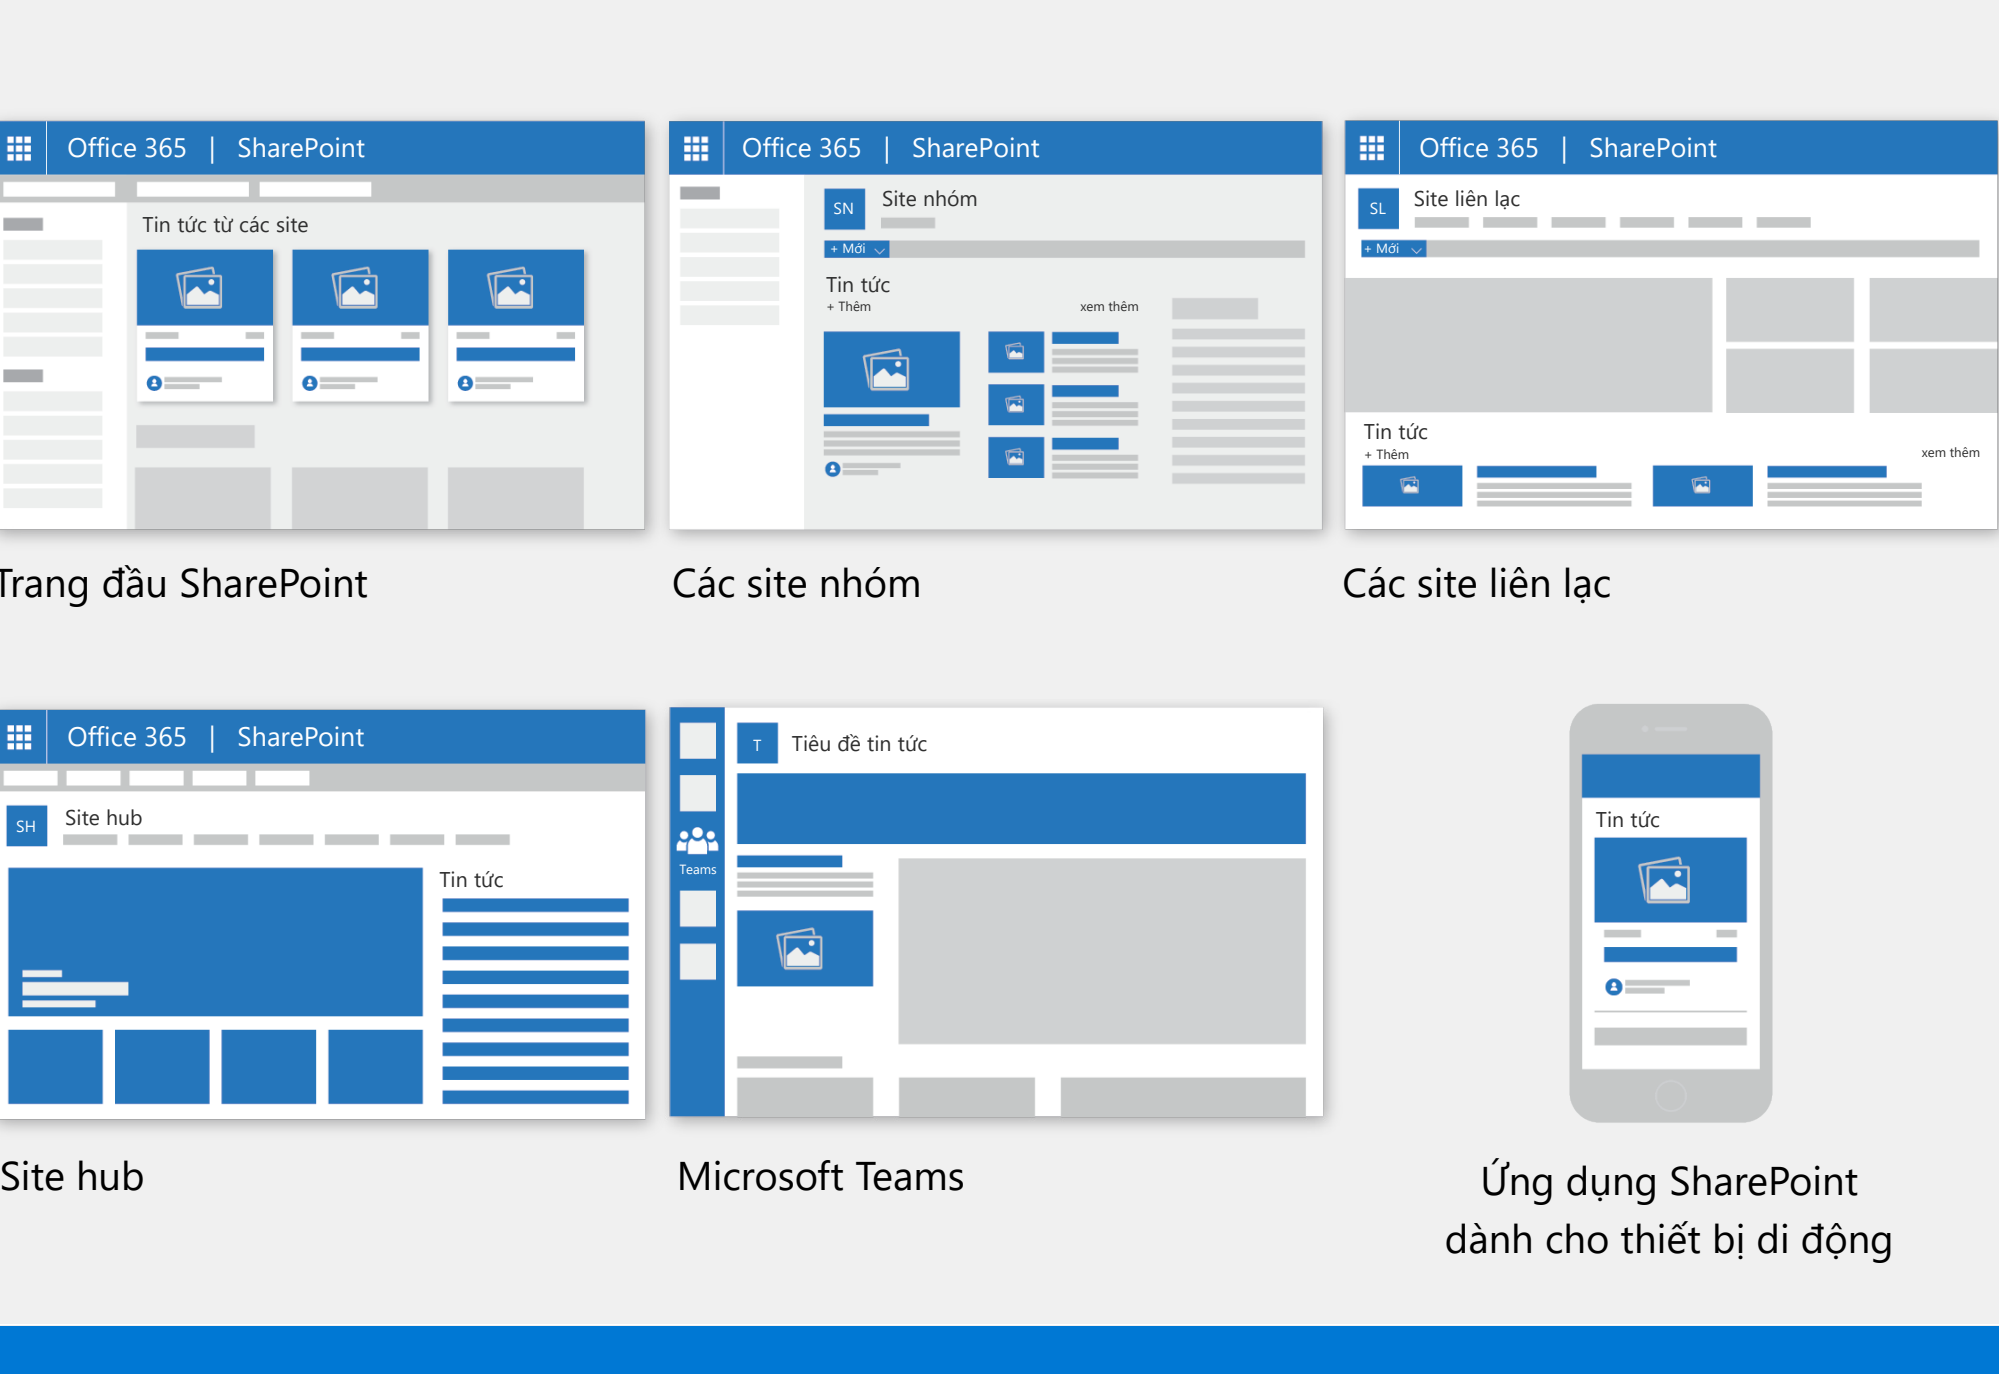 Office 365 | SharePoint
Tin tức từ các site
Trang đầu SharePoint
Office 365 | SharePoint
SN Site nhóm
+ Mới
Tin tức
+ Thêm xem thêm
Các site nhóm
Office 365 | SharePoint
SL Site liên lạc
+ Mới
Tin tức
+ Thêm xem thêm
Các site liên lạc
Office 365 | SharePoint
SH Site hub
Tin tức
Site hub
T Tiêu đề tin tức
Teams
Microsoft Teams
Tin tức
Ứng dụng SharePoint
dành cho thiết bị di động